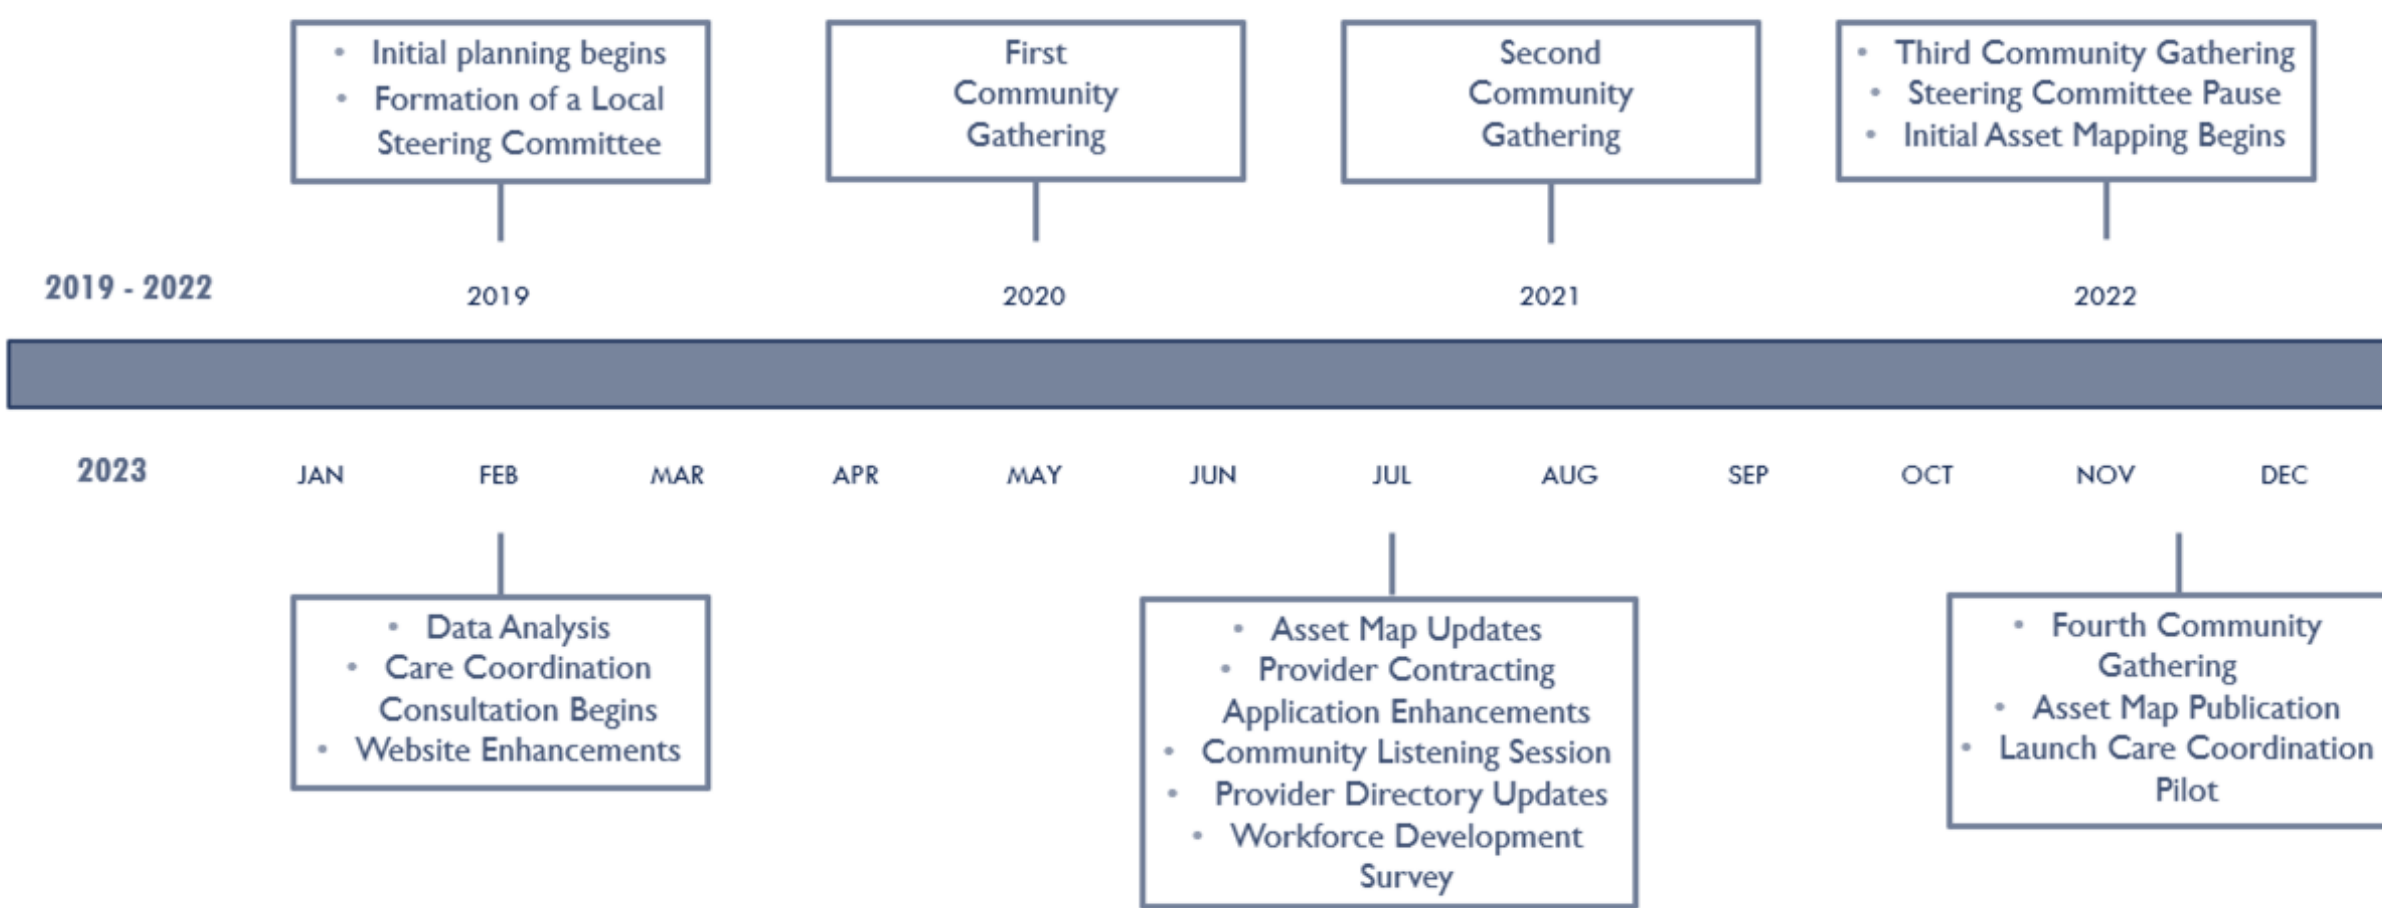 • Initial planning begins
• Formation of a Local
Steering Committee
First
Community
Gathering
Second
Community
Gathering
• Third Community Gathering
• Steering Committee Pause
• Initial Asset Mapping Begins
2019 - 2022
2019
2020
2021
2022
2023
JAN
FEB
MAR
APR
MAY
JUN
JUL
AUG
SEP
OCT
NOV
DEC
• Data Analysis
• Care Coordination
Consultation Begins
• Website Enhancements
• Asset Map Updates
• Provider Contracting
Application Enhancements
• Community Listening Session
• Provider Directory Updates
• Workforce Development
Survey
• Fourth Community
Gathering
• Asset Map Publication
• Launch Care Coordination
Pilot